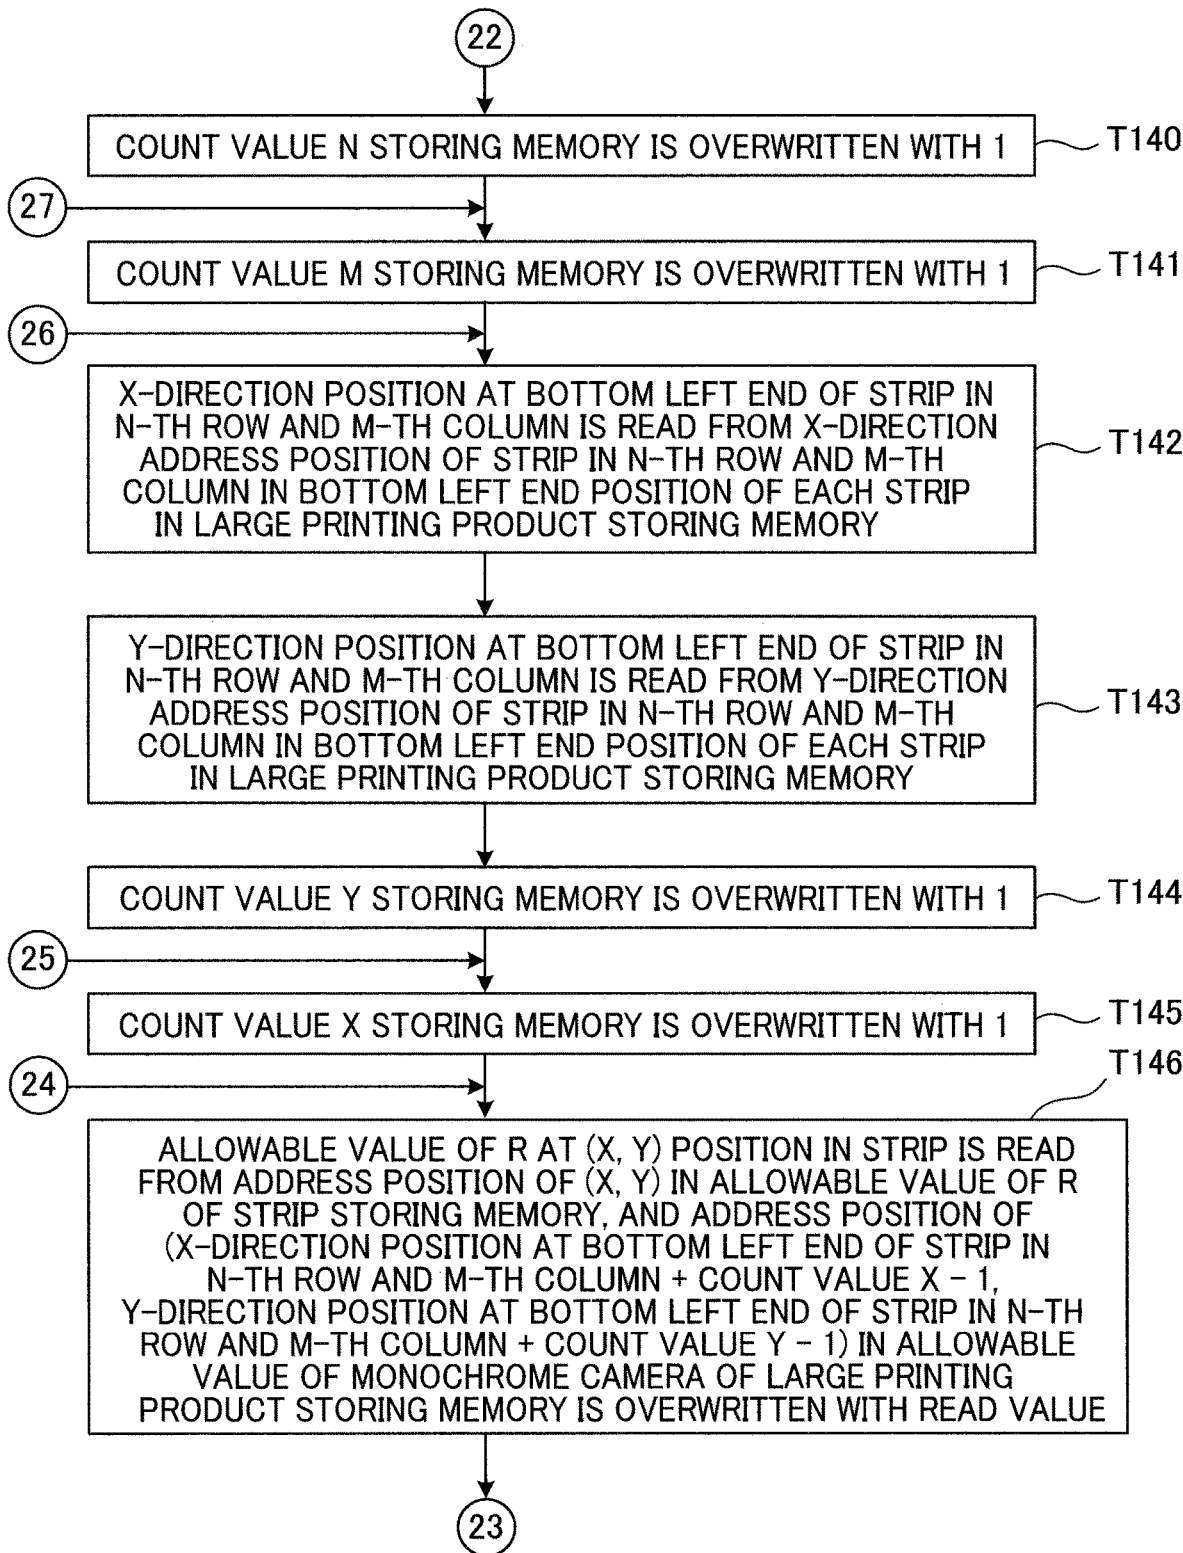 22
COUNT VALUE N STORING MEMORY IS OVERWRITTEN WITH 1
T140
27
COUNT VALUE M STORING MEMORY IS OVERWRITTEN WITH 1
T141
26
X-DIRECTION POSITION AT BOTTOM LEFT END OF STRIP IN
N-TH ROW AND M-TH COLUMN IS READ FROM X-DIRECTION
ADDRESS POSITION OF STRIP IN N-TH ROW AND M-TH
COLUMN IN BOTTOM LEFT END POSITION OF EACH STRIP
IN LARGE PRINTING PRODUCT STORING MEMORY
T142
Y-DIRECTION POSITION AT BOTTOM LEFT END OF STRIP IN
N-TH ROW AND M-TH COLUMN IS READ FROM Y-DIRECTION
ADDRESS POSITION OF STRIP IN N-TH ROW AND M-TH
COLUMN IN BOTTOM LEFT END POSITION OF EACH STRIP
IN LARGE PRINTING PRODUCT STORING MEMORY
T143
COUNT VALUE Y STORING MEMORY IS OVERWRITTEN WITH 1
T144
25
COUNT VALUE X STORING MEMORY IS OVERWRITTEN WITH 1
T145
24
T146
ALLOWABLE VALUE OF R AT (X, Y) POSITION IN STRIP IS READ
FROM ADDRESS POSITION OF (X, Y) IN ALLOWABLE VALUE OF R
OF STRIP STORING MEMORY, AND ADDRESS POSITION OF
(X-DIRECTION POSITION AT BOTTOM LEFT END OF STRIP IN
N-TH ROW AND M-TH COLUMN + COUNT VALUE X - 1,
Y-DIRECTION POSITION AT BOTTOM LEFT END OF STRIP IN N-TH
ROW AND M-TH COLUMN + COUNT VALUE Y - 1) IN ALLOWABLE
VALUE OF MONOCHROME CAMERA OF LARGE PRINTING
PRODUCT STORING MEMORY IS OVERWRITTEN WITH READ VALUE
23